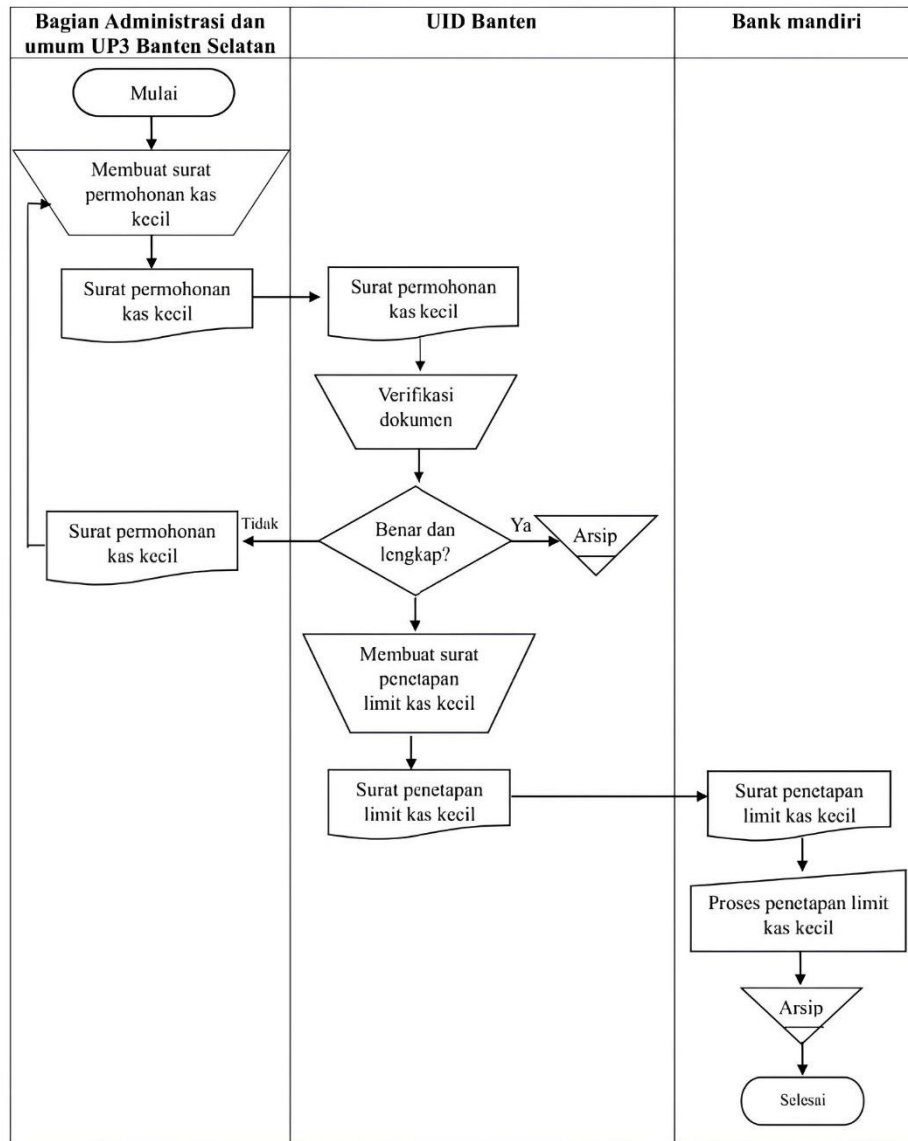 Bagian Administrasi dan
umum UP3 Banten Selatan
UID Banten
Bank mandiri
Mulai
Membuat surat
permohonan kas
kecil
Surat permohonan
kas kecil
Surat permohonan
kas kecil
Verifikasi
dokumen
Benar dan
lengkap?
Tidak
Ya
Surat permohonan
kas kecil
Arsip
Membuat surat
penetapan
limit kas kecil
Surat penetapan
limit kas kecil
Surat penetapan
limit kas kecil
Proses penetapan limit
kas kecil
Arsip
Selesai